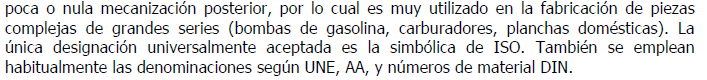 poca o nula mecanización posterior, por lo cual es muy utilizado en la fabricación de piezas
complejas de grandes series (bombas de gasolina, carburadores, planchas domésticas). La
única designación universalmente aceptada es la simbólica de ISO. También se emplean
habitualmente las denominaciones según UNE, AA, y números de material DIN.